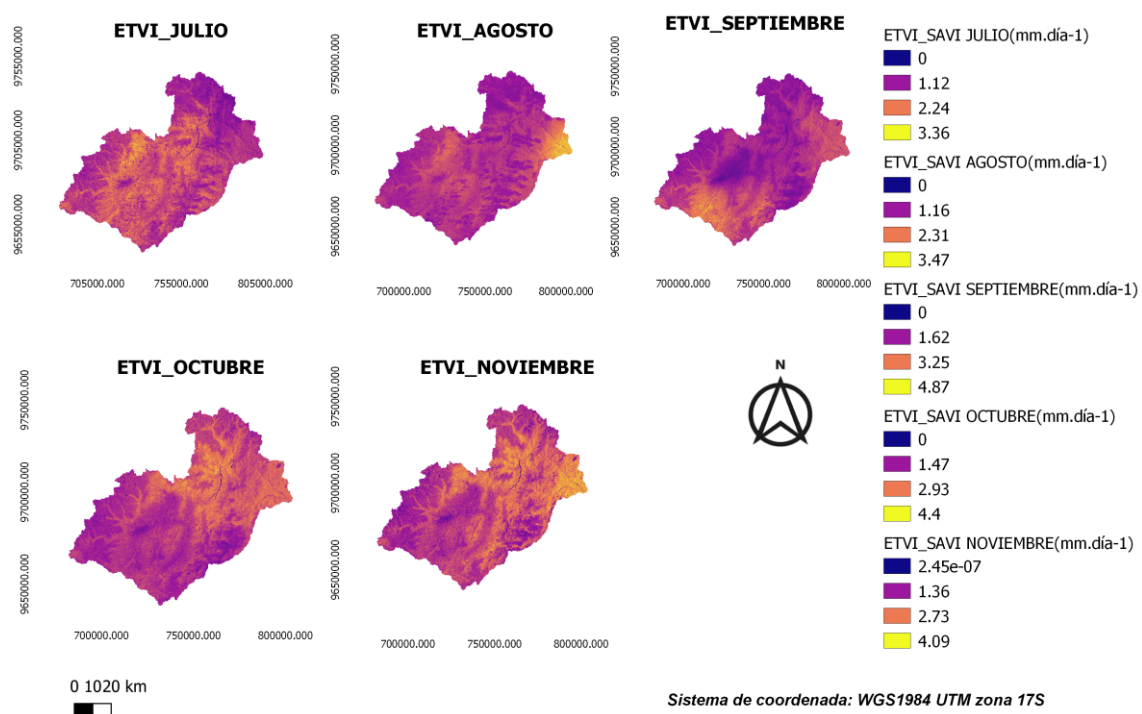 ETVI_JULIO
9755000.000
9705000.000
9655000.000
705000.000 755000.000 805000.000
ETVI_AGOSTO
9750000.000
9700000.000
9650000.000
700000.000 750000.000 800000.000
ETVI_SEPTIEMBRE
9750000.000
9700000.000
9650000.000
700000.000 750000.000 800000.000
ETVI_OCTUBRE
9750000.000
9700000.000
9650000.000
700000.000 750000.000 800000.000
ETVI_NOVIEMBRE
9750000.000
9700000.000
9650000.000
700000.000 750000.000 800000.000
N
ETVI_SAVI JULIO(mm.día-1)
0
1.12
2.24
3.36
ETVI_SAVI AGOSTO(mm.día-1)
0
1.16
2.31
3.47
ETVI_SAVI SEPTIEMBRE(mm.día-1)
0
1.62
3.25
4.87
ETVI_SAVI OCTUBRE(mm.día-1)
0
1.47
2.93
4.4
ETVI_SAVI NOVIEMBRE(mm.día-1)
2.45e-07
1.36
2.73
4.09
0 1020 km
Sistema de coordenada: WGS1984 UTM zona 17S